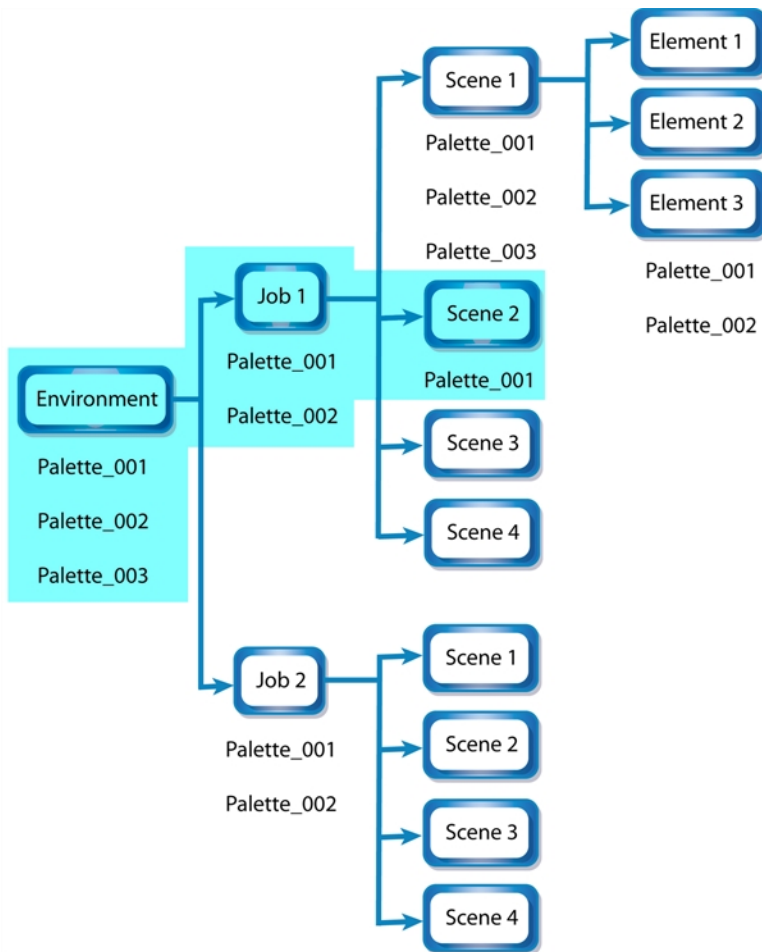 Environment
Palette_001
Palette_002
Palette_003
Job 1
Palette_001
Palette_002
Scene 1
Palette_001
Palette_002
Palette_003
Element 1
Element 2
Element 3
Palette_001
Palette_002
Scene 2
Palette_001
Scene 3
Scene 4
Job 2
Palette_001
Palette_002
Scene 1
Scene 2
Scene 3
Scene 4